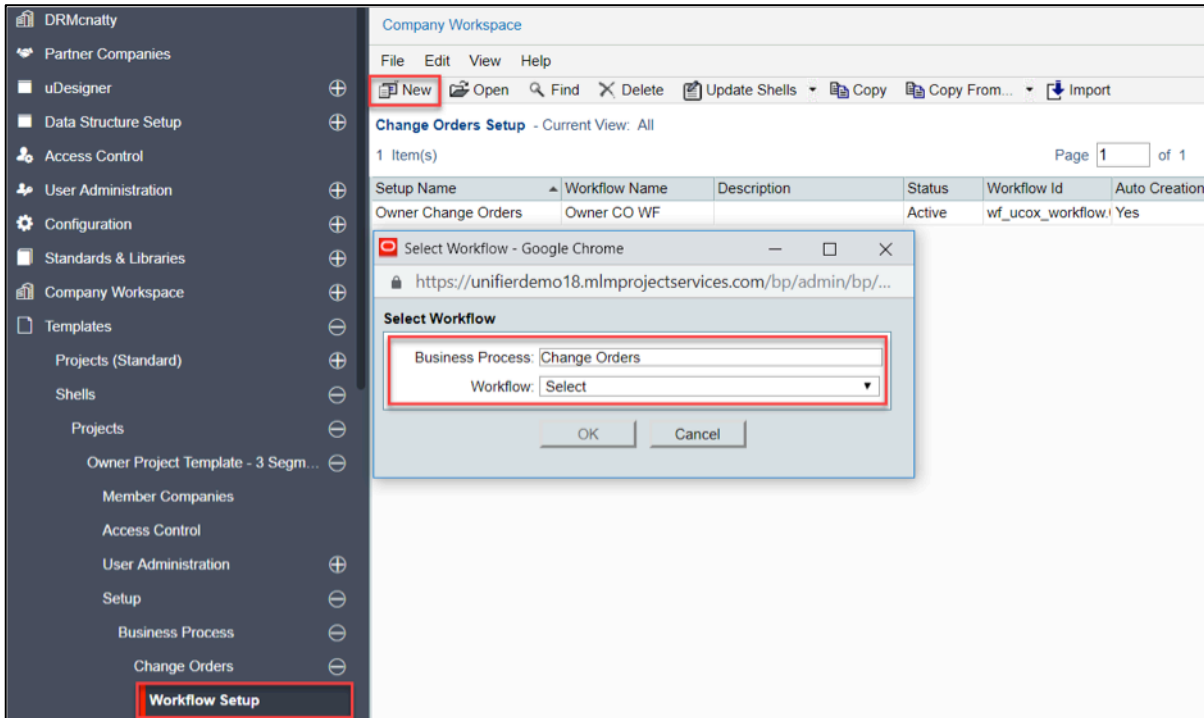 DRMcnatty
Partner Companies
uDesigner
Data Structure Setup
Access Control
User Administration
Configuration
Standards & Libraries
Company Workspace
Templates
Projects (Standard)
Shells
Projects
Owner Project Template - 3 Segm...
Member Companies
Access Control
User Administration
Setup
Business Process
Change Orders
Workflow Setup
Company Workspace
File Edit View Help
New Open Find Delete Update Shells Copy Copy From... Import
Change Orders Setup - Current View: All
1 Item(s) Page 1 of 1
Setup Name Workflow Name Description Status Workflow Id Auto Creation
Owner Change Orders Owner CO WF Active wf_ucox_workflow. Yes
Select Workflow - Google Chrome
https://unifierdemo18.mlmprojectservices.com/bp/admin/bp/...
Select Workflow
Business Process: Change Orders
Workflow: Select
OK Cancel